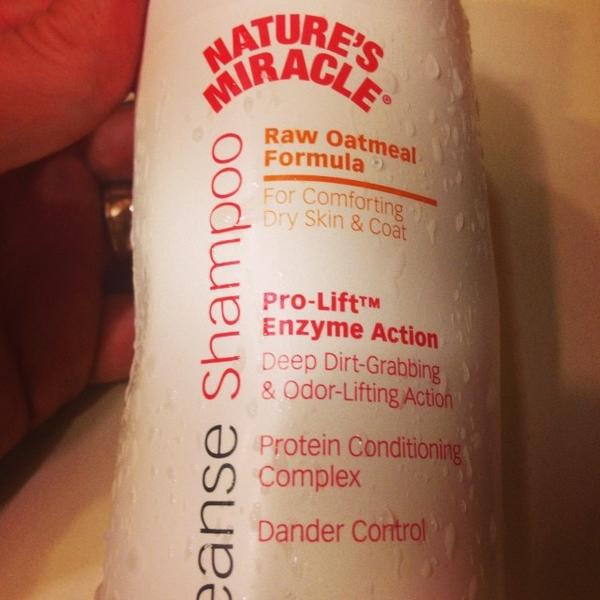 NATURE'S
MIRACLE®
Raw Oatmeal
Formula
For Comforting
Dry Skin & Coat
Pro-Lift™
Enzyme Action
Deep Dirt-Grabbing
& Odor-Lifting Action
Protein Conditioning
Complex
Dander Control
eanse Shampoo